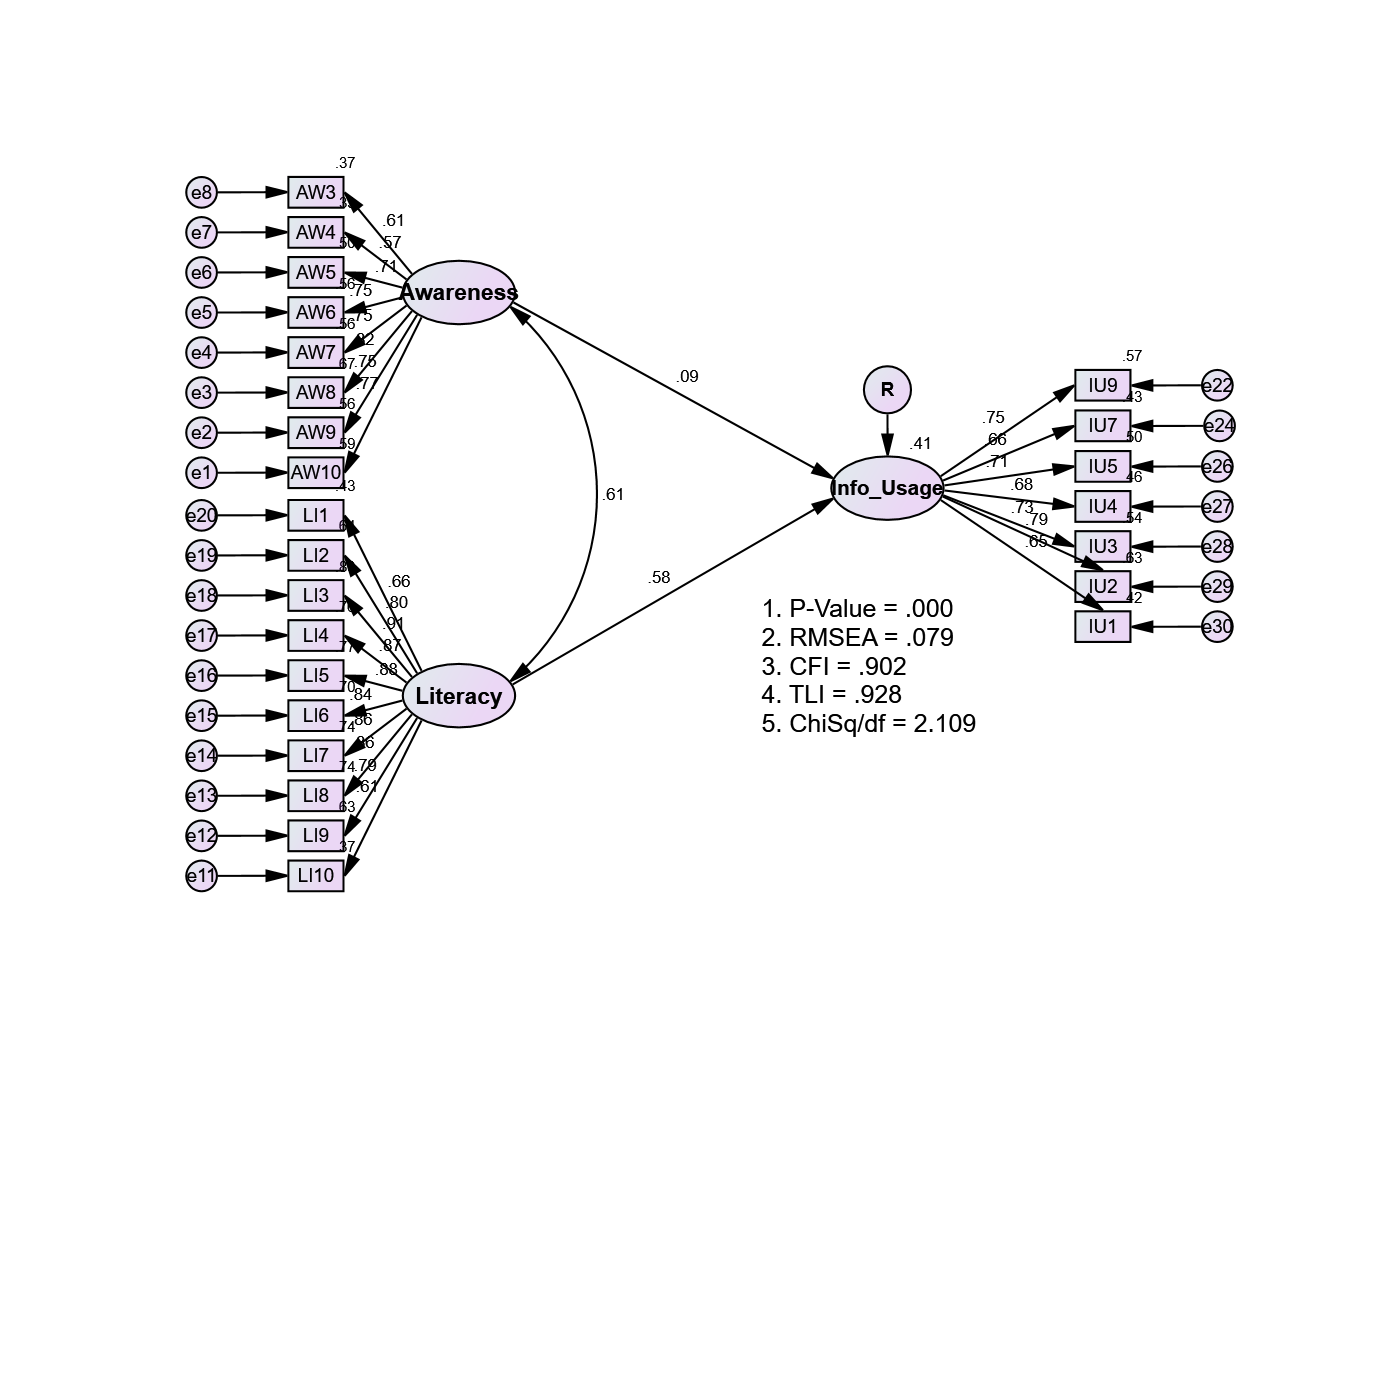 .37
e8 AW3
.61
e7 AW4
.57
.50
e6 AW5
.71
.56
.75
e5 AW6
.75
.56
e4 AW7
.82
.67
.75
e3 AW8
.77
.56
e2 AW9
.59
e1 AW10
.43
Awareness
.09
.61
.58
e20 LI1
e19 LI2
e18 LI3
.66
.80
.91
e17 LI4
.87
.77
e16 LI5
.88
.70
.84
e15 LI6
.86
.74
e14 LI7
.86
.74
.79
e13 LI8
.61
.63
e12 LI9
.37
e11 LI10
Literacy
R
.41
Info_Usage
.57
IU9 e22
.75
.43
IU7 e24
.66
.50
.71
IU5 e26
.46
.68
IU4 e27
.73
.54
.79
IU3 e28
.65
.63
IU2 e29
.42
IU1 e30
1. P-Value = .000
2. RMSEA = .079
3. CFI = .902
4. TLI = .928
5. ChiSq/df = 2.109